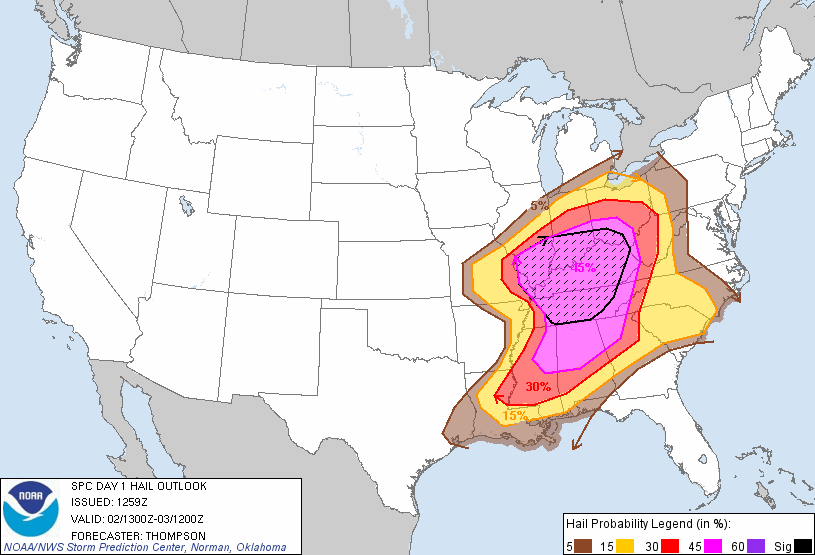 5%
45%
30%
15%
NOAA
SPC DAY 1 HAIL OUTLOOK
ISSUED: 1259Z
VALID: 02/1300Z-03/1200Z
FORECASTER: THOMPSON
NOAA/NWS Storm Prediction Center, Norman, Oklahoma
Hail Probability Legend (in %):
5 15 30 45 60 Sig